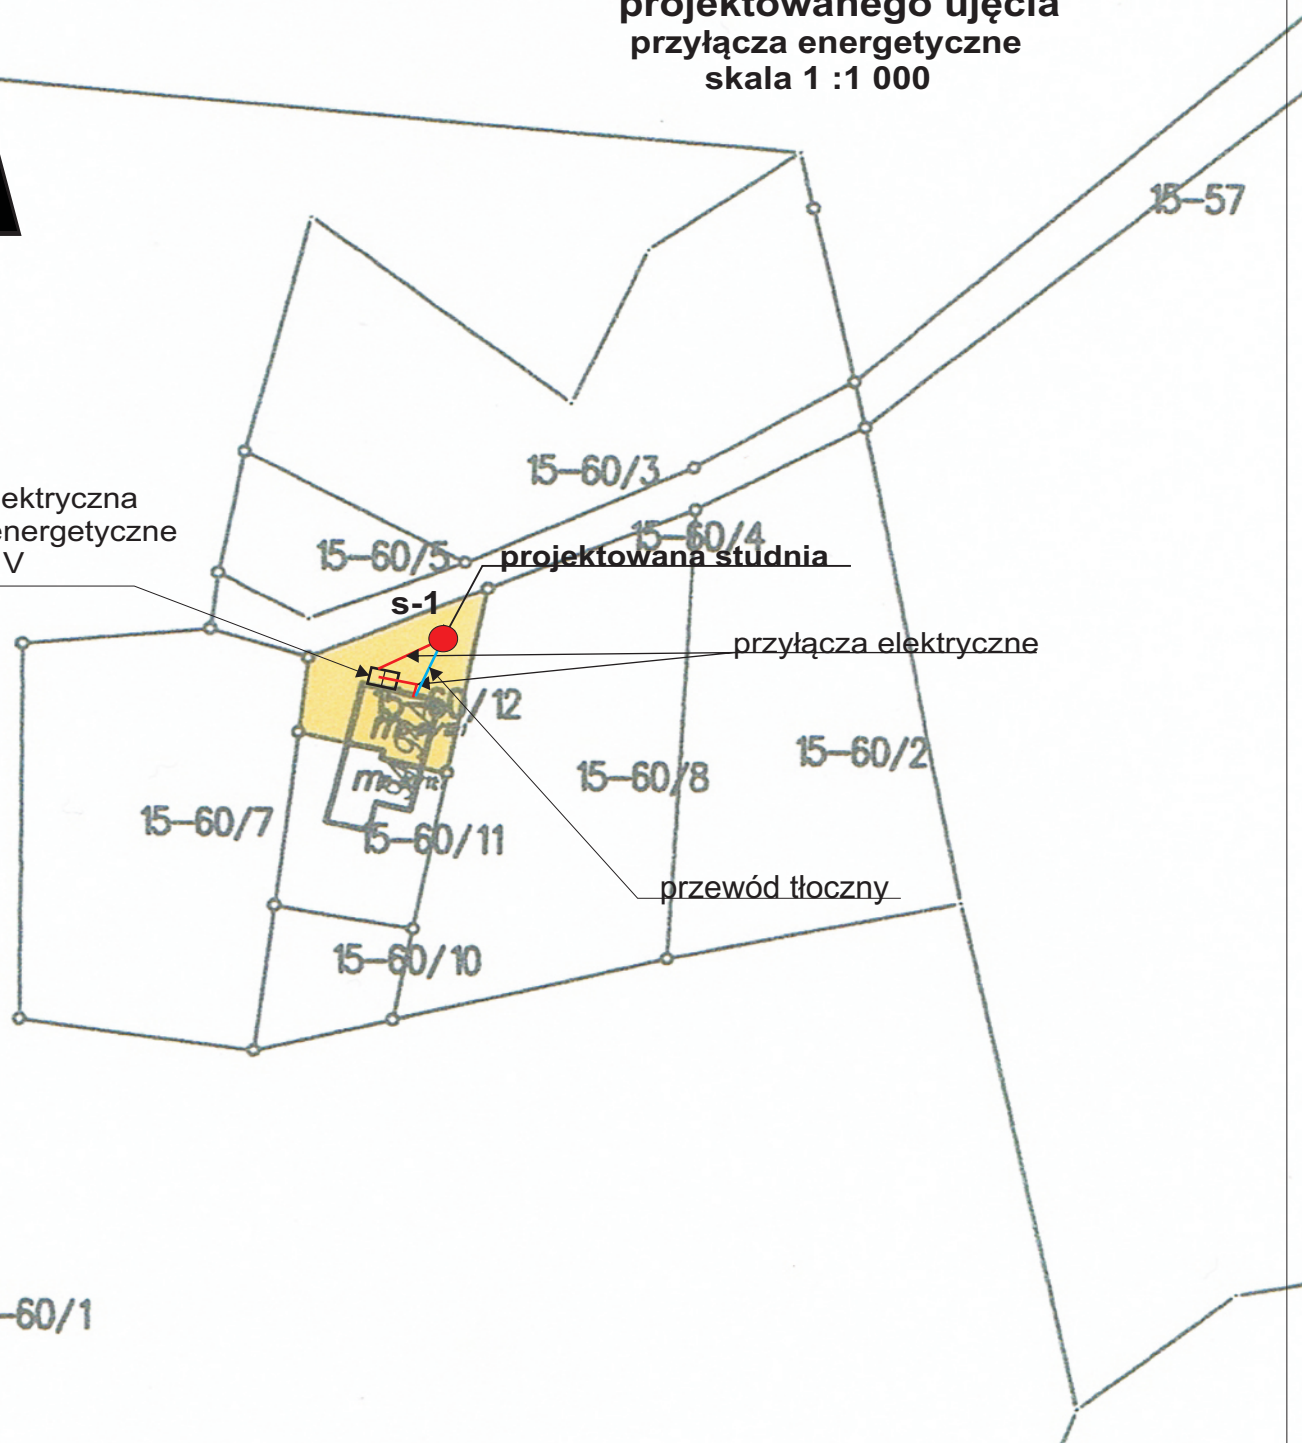 projektowanego ujęcia
przyłącza energetyczne
skala 1 :1 000
15-57
15-60/3
ektryczna
energetyczne
V
15-60/4
15-60/5
projektowana studnia
s-1
przyłącza elektryczne
15-60/12
15-60/2
15-60/8
15-60/7
15-60/11
przewód tłoczny
15-60/10
-60/1